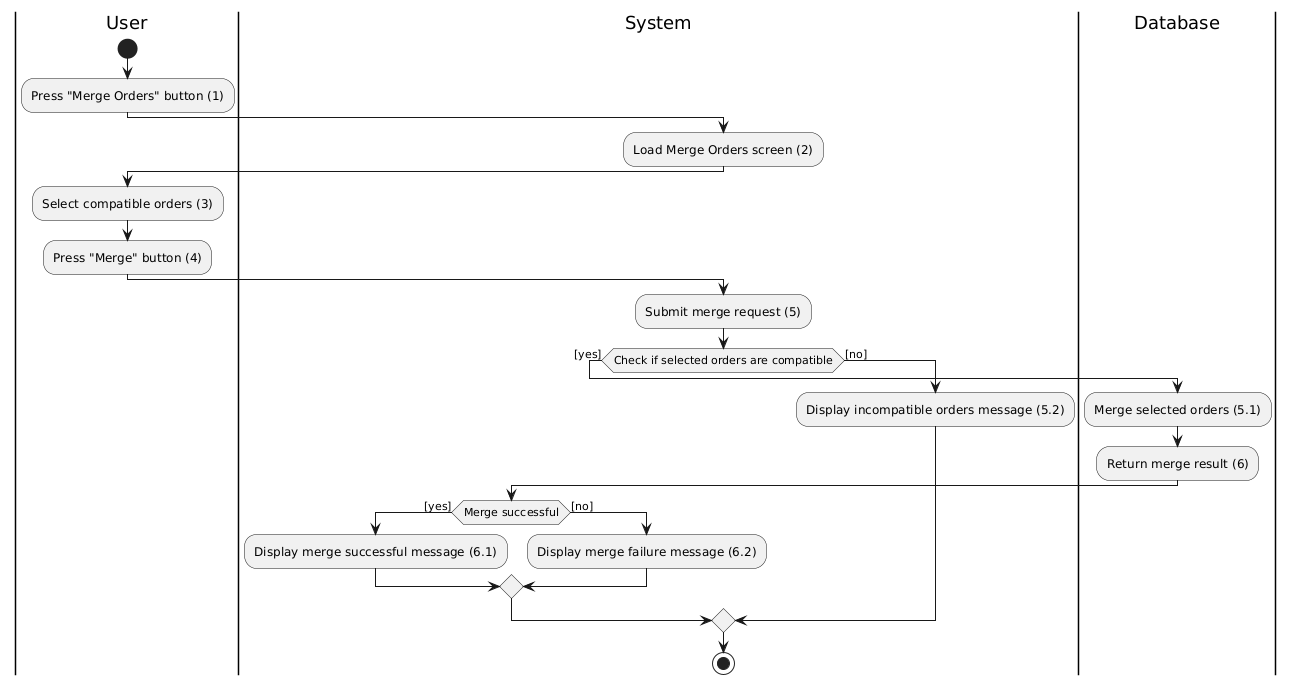 User
System
Database
Press "Merge Orders" button (1)
Load Merge Orders screen (2)
Select compatible orders (3)
Press "Merge" button (4)
Submit merge request (5)
[yes]
Check if selected orders are compatible
[no]
Display incompatible orders message (5.2)
Merge selected orders (5.1)
Return merge result (6)
[yes]
Merge successful
[no]
Display merge successful message (6.1)
Display merge failure message (6.2)